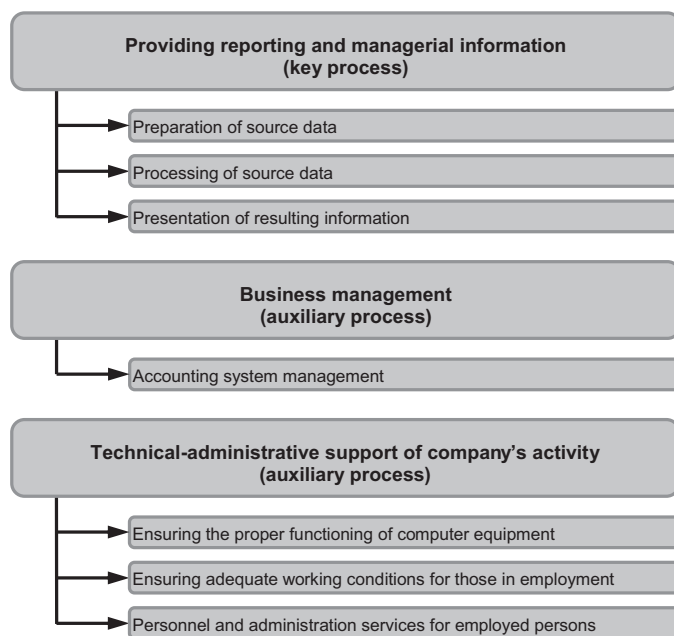 Providing reporting and managerial information
(key process)
Preparation of source data
Processing of source data
Presentation of resulting information
Business management
(auxiliary process)
Accounting system management
Technical-administrative support of company’s activity
(auxiliary process)
Ensuring the proper functioning of computer equipment
Ensuring adequate working conditions for those in employment
Personnel and administration services for employed persons